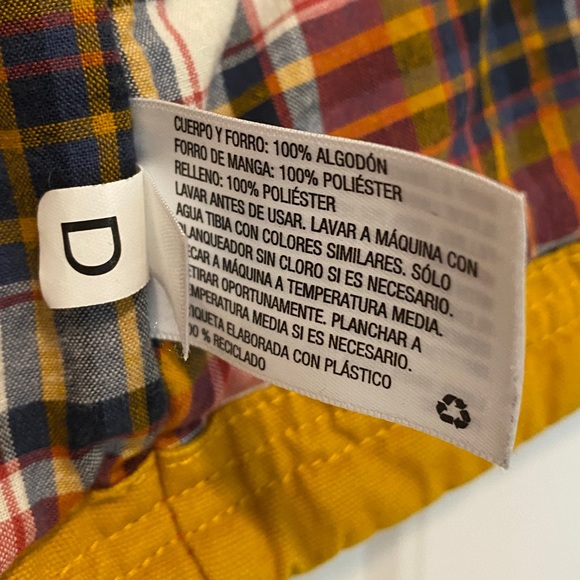 CUERPO Y FORRO: 100% ALGODÓN
FORRO DE MANGA: 100% POLIÉSTER
RELLENO: 100% POLIÉSTER
LAVAR ANTES DE USAR. LAVAR A MÁQUINA CON
AGUA TIBIA CON COLORES SIMILARES. SÓLO
BLANQUEADOR SIN CLORO SI ES NECESARIO.
SECAR A MÁQUINA A TEMPERATURA MEDIA.
RETIRAR OPORTUNAMENTE. PLANCHAR A
TEMPERATURA MEDIA SI ES NECESARIO.
ETIQUETA ELABORADA CON PLÁSTICO
100 % RECICLADO
D